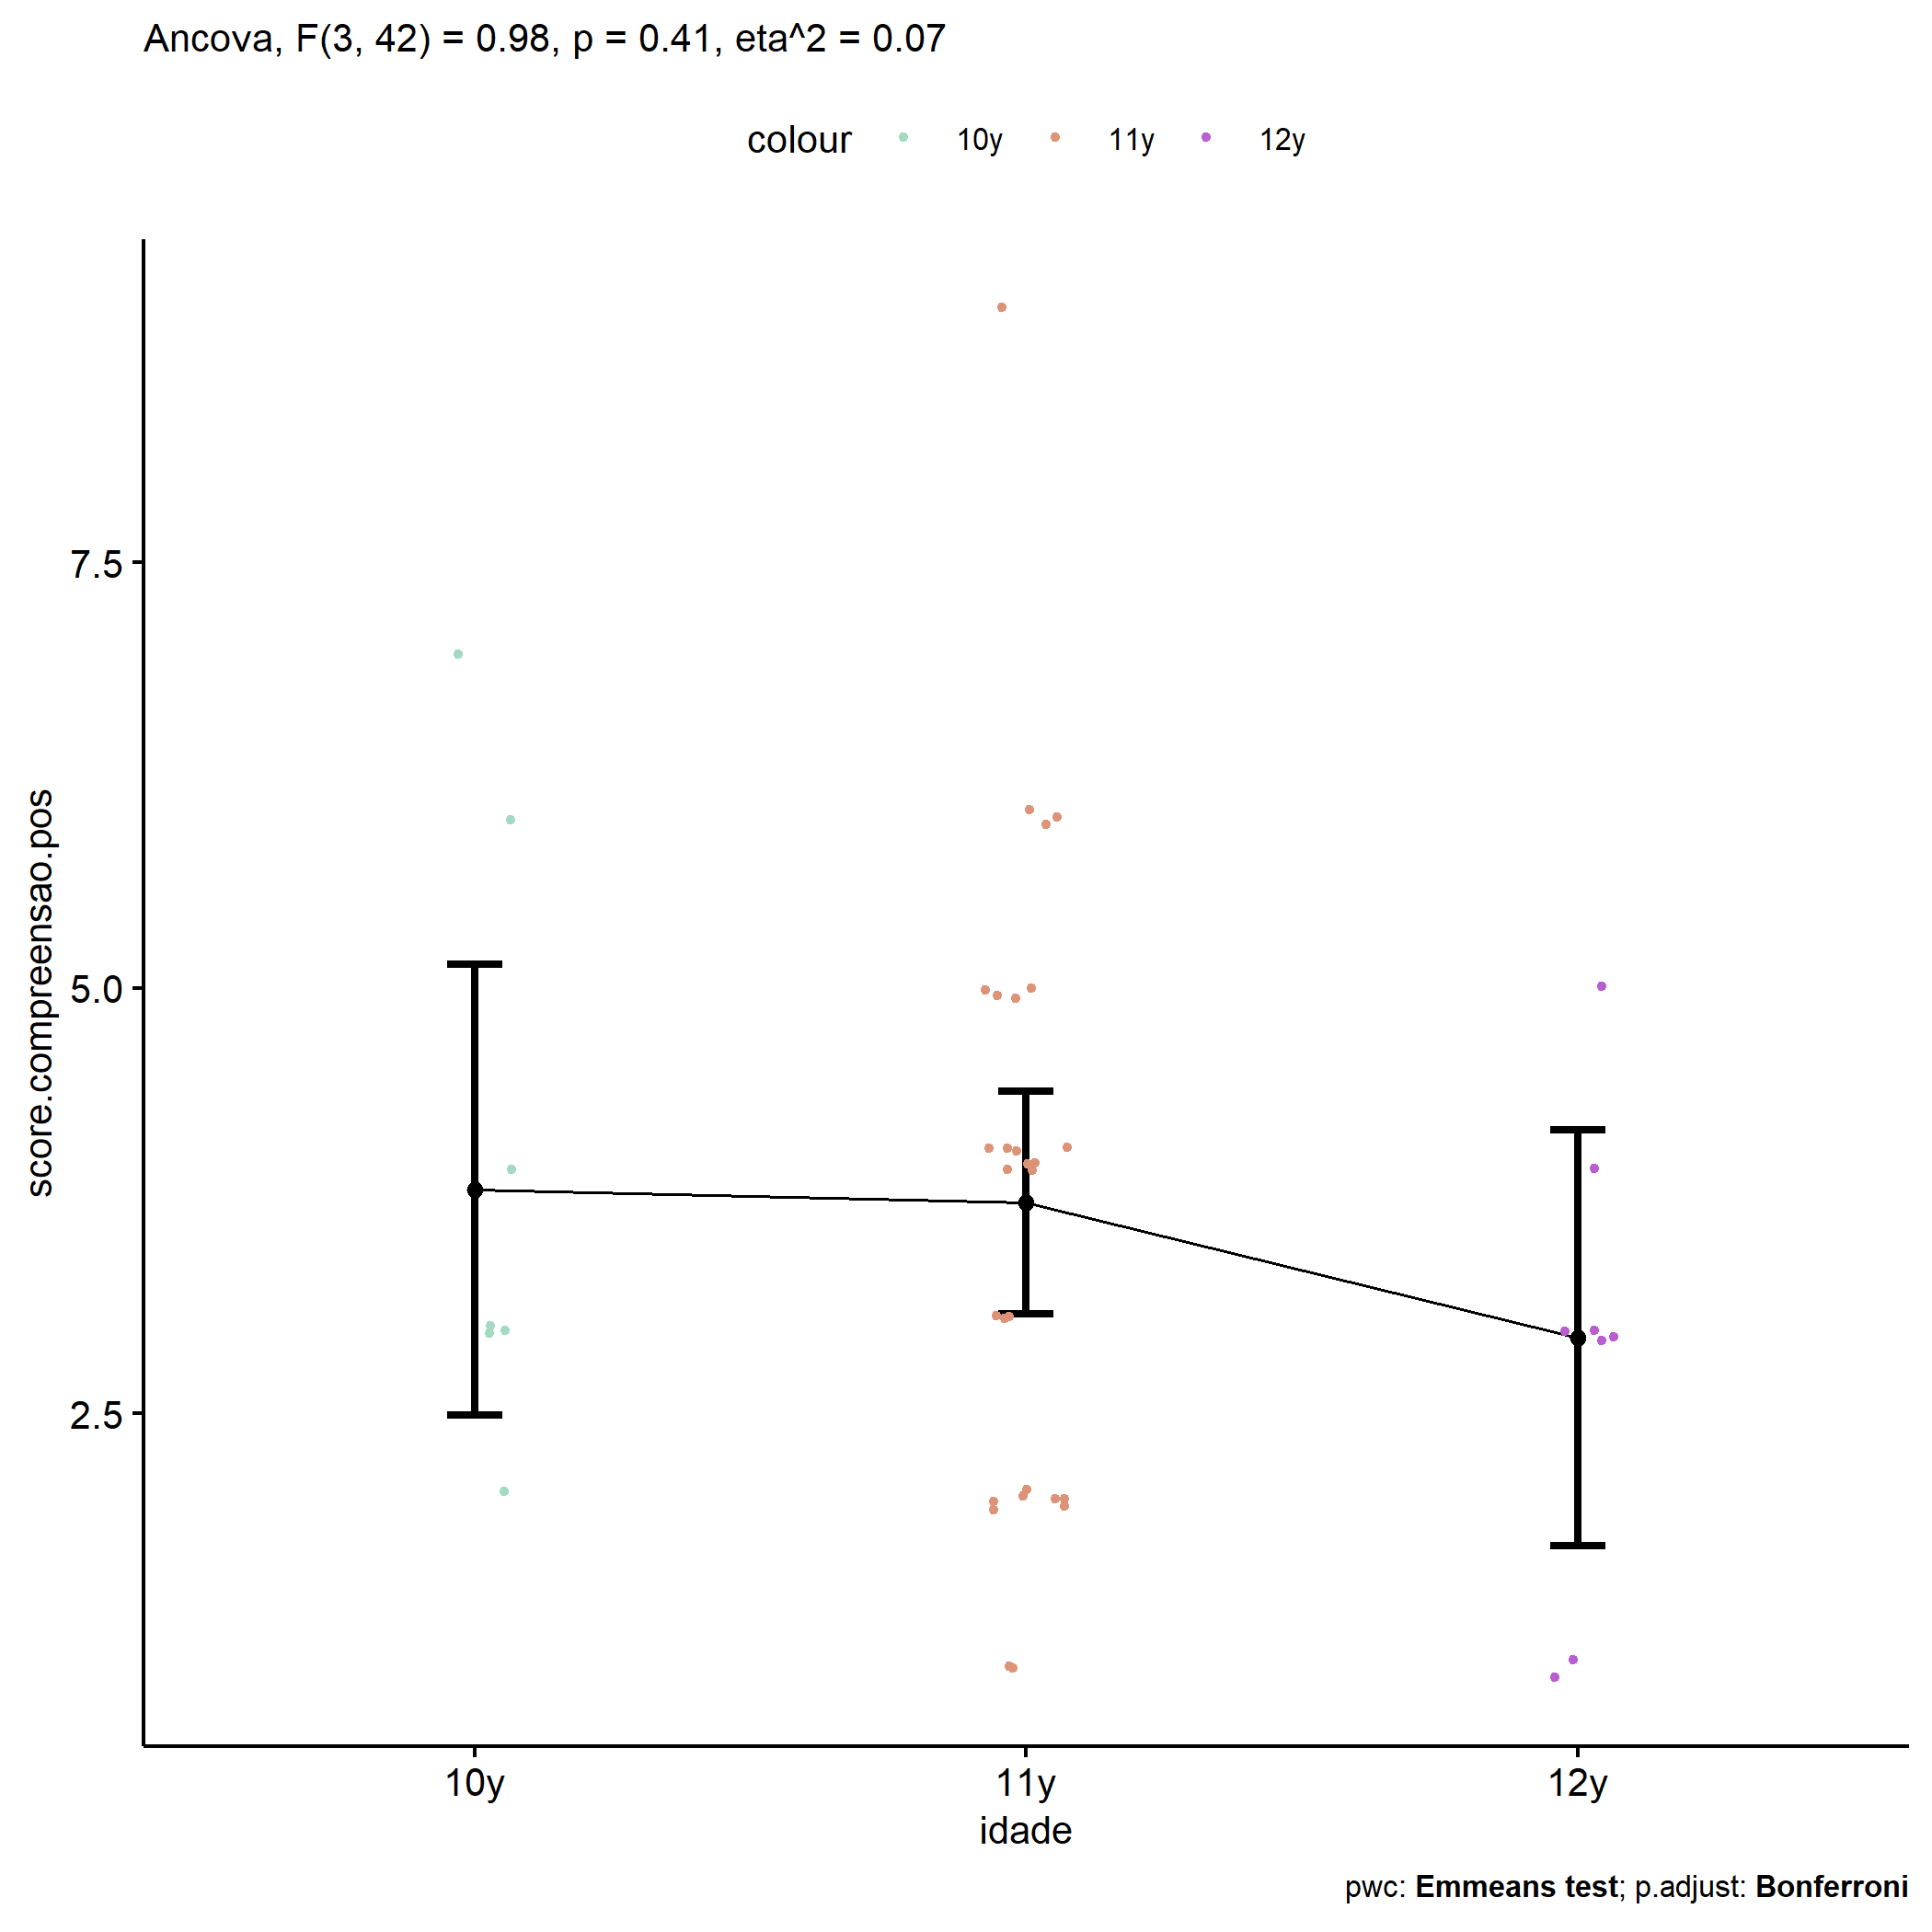 Ancova, F(3, 42) = 0.98, p = 0.41, eta^2 = 0.07
colour 10y 11y 12y
score.compreensao.pos
7.5
5.0
2.5
10y 11y 12y
idade
pwc: Emmeans test; p.adjust: Bonferroni